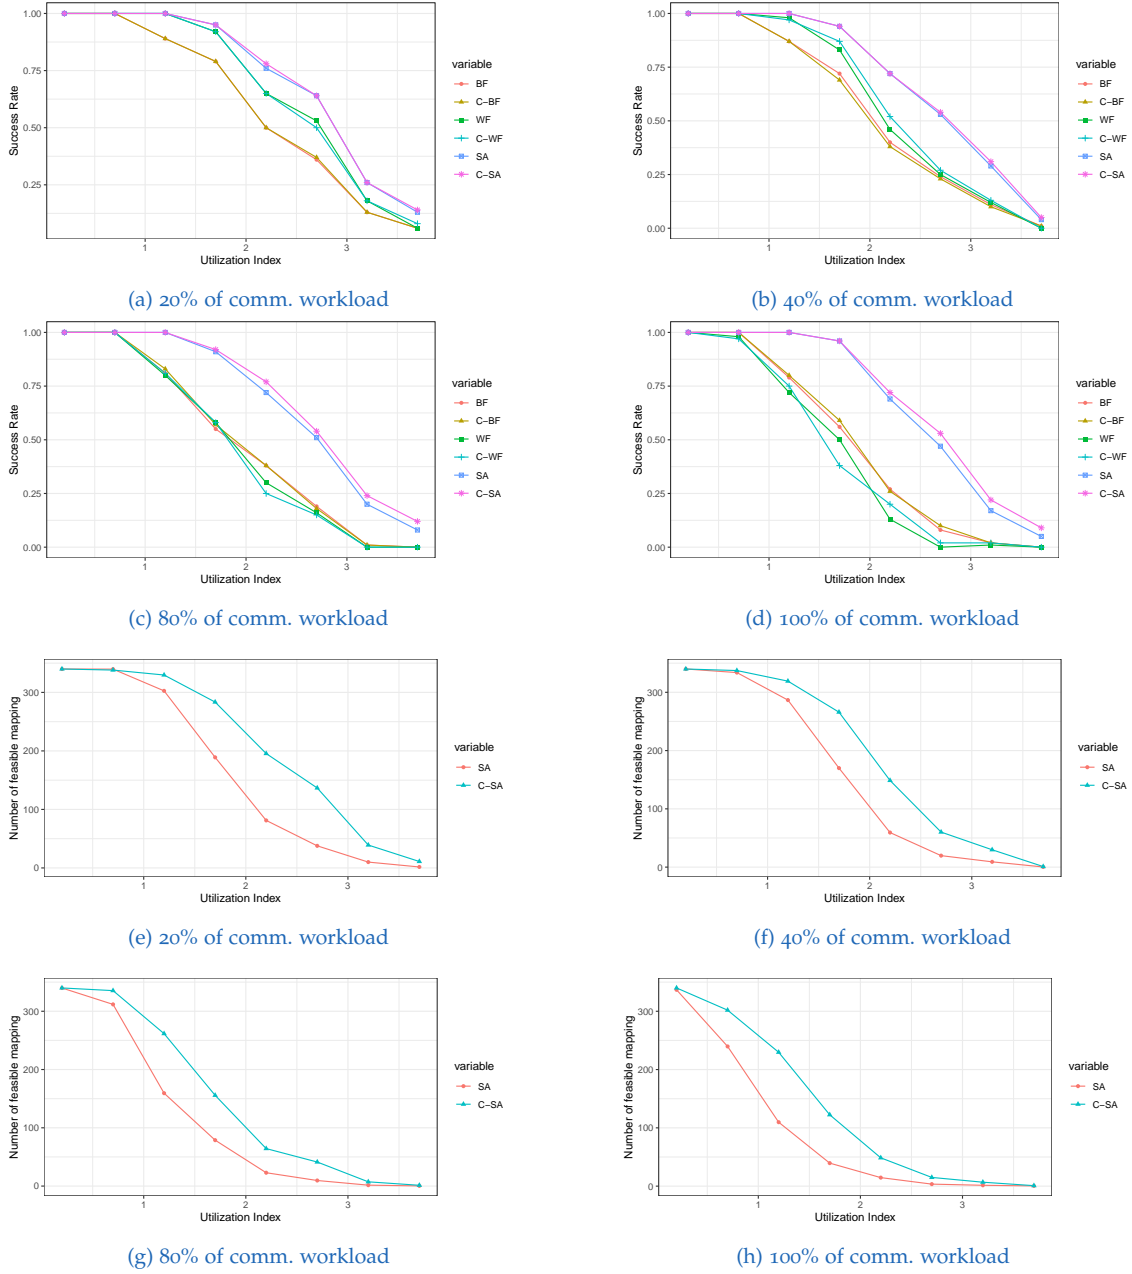 1.00
0.75
0.50
0.25
Success Rate
1
2
3
Utilization Index
variable
BF
C−BF
WF
C−WF
SA
C−SA
(a) 20% of comm. workload
1.00
0.75
0.50
0.25
0.00
Success Rate
1
2
3
Utilization Index
variable
BF
C−BF
WF
C−WF
SA
C−SA
(b) 40% of comm. workload
1.00
0.75
0.50
0.25
0.00
Success Rate
1
2
3
Utilization Index
variable
BF
C−BF
WF
C−WF
SA
C−SA
(c) 80% of comm. workload
1.00
0.75
0.50
0.25
0.00
Success Rate
1
2
3
Utilization Index
variable
BF
C−BF
WF
C−WF
SA
C−SA
(d) 100% of comm. workload
300
200
100
0
Number of feasible mapping
1
2
3
Utilization Index
variable
SA
C−SA
(e) 20% of comm. workload
300
200
100
0
Number of feasible mapping
1
2
3
Utilization Index
variable
SA
C−SA
(f) 40% of comm. workload
300
200
100
0
Number of feasible mapping
1
2
3
Utilization Index
variable
SA
C−SA
(g) 80% of comm. workload
300
200
100
0
Number of feasible mapping
1
2
3
Utilization Index
variable
SA
C−SA
(h) 100% of comm. workload